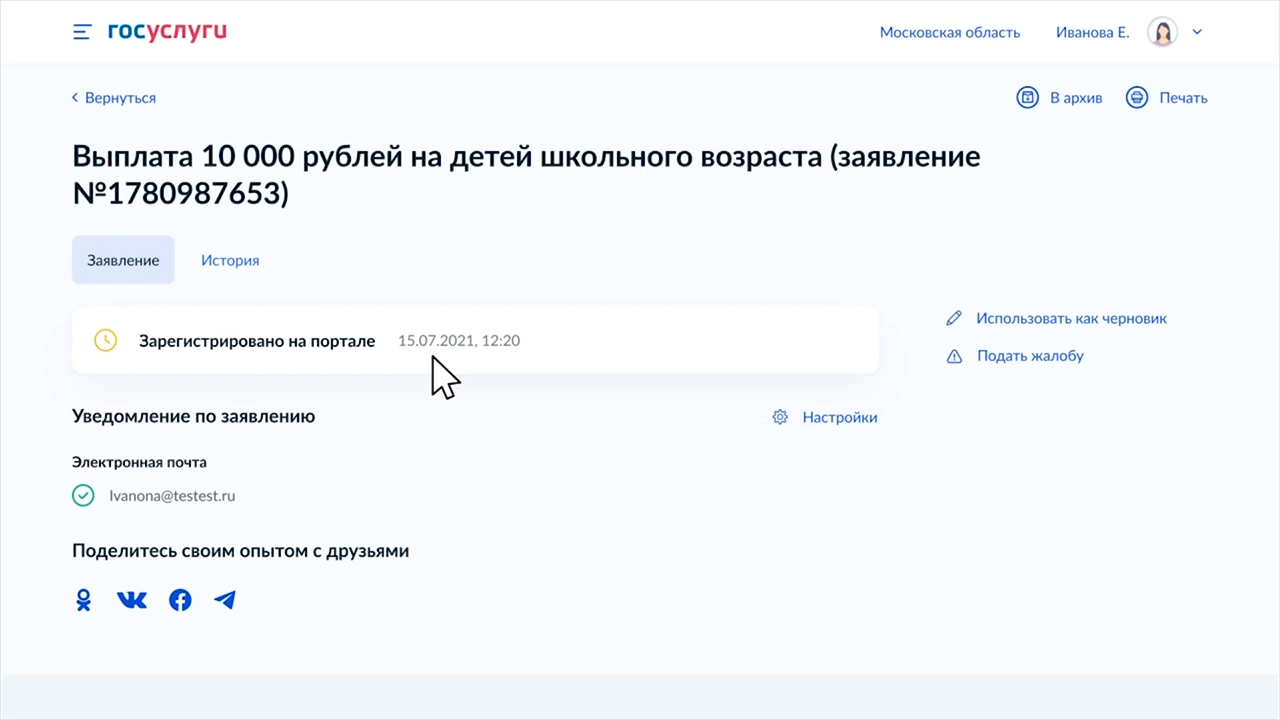 госуслуги
Московская область
Иванова Е.
Вернуться
В архив
Печать
Выплата 10 000 рублей на детей школьного возраста (заявление
№1780987653)
Заявление
История
Зарегистрировано на портале 15.07.2021, 12:20
Использовать как черновик
Подать жалобу
Уведомление по заявлению
Настройки
Электронная почта
Ivanona@testest.ru
Поделитесь своим опытом с друзьями